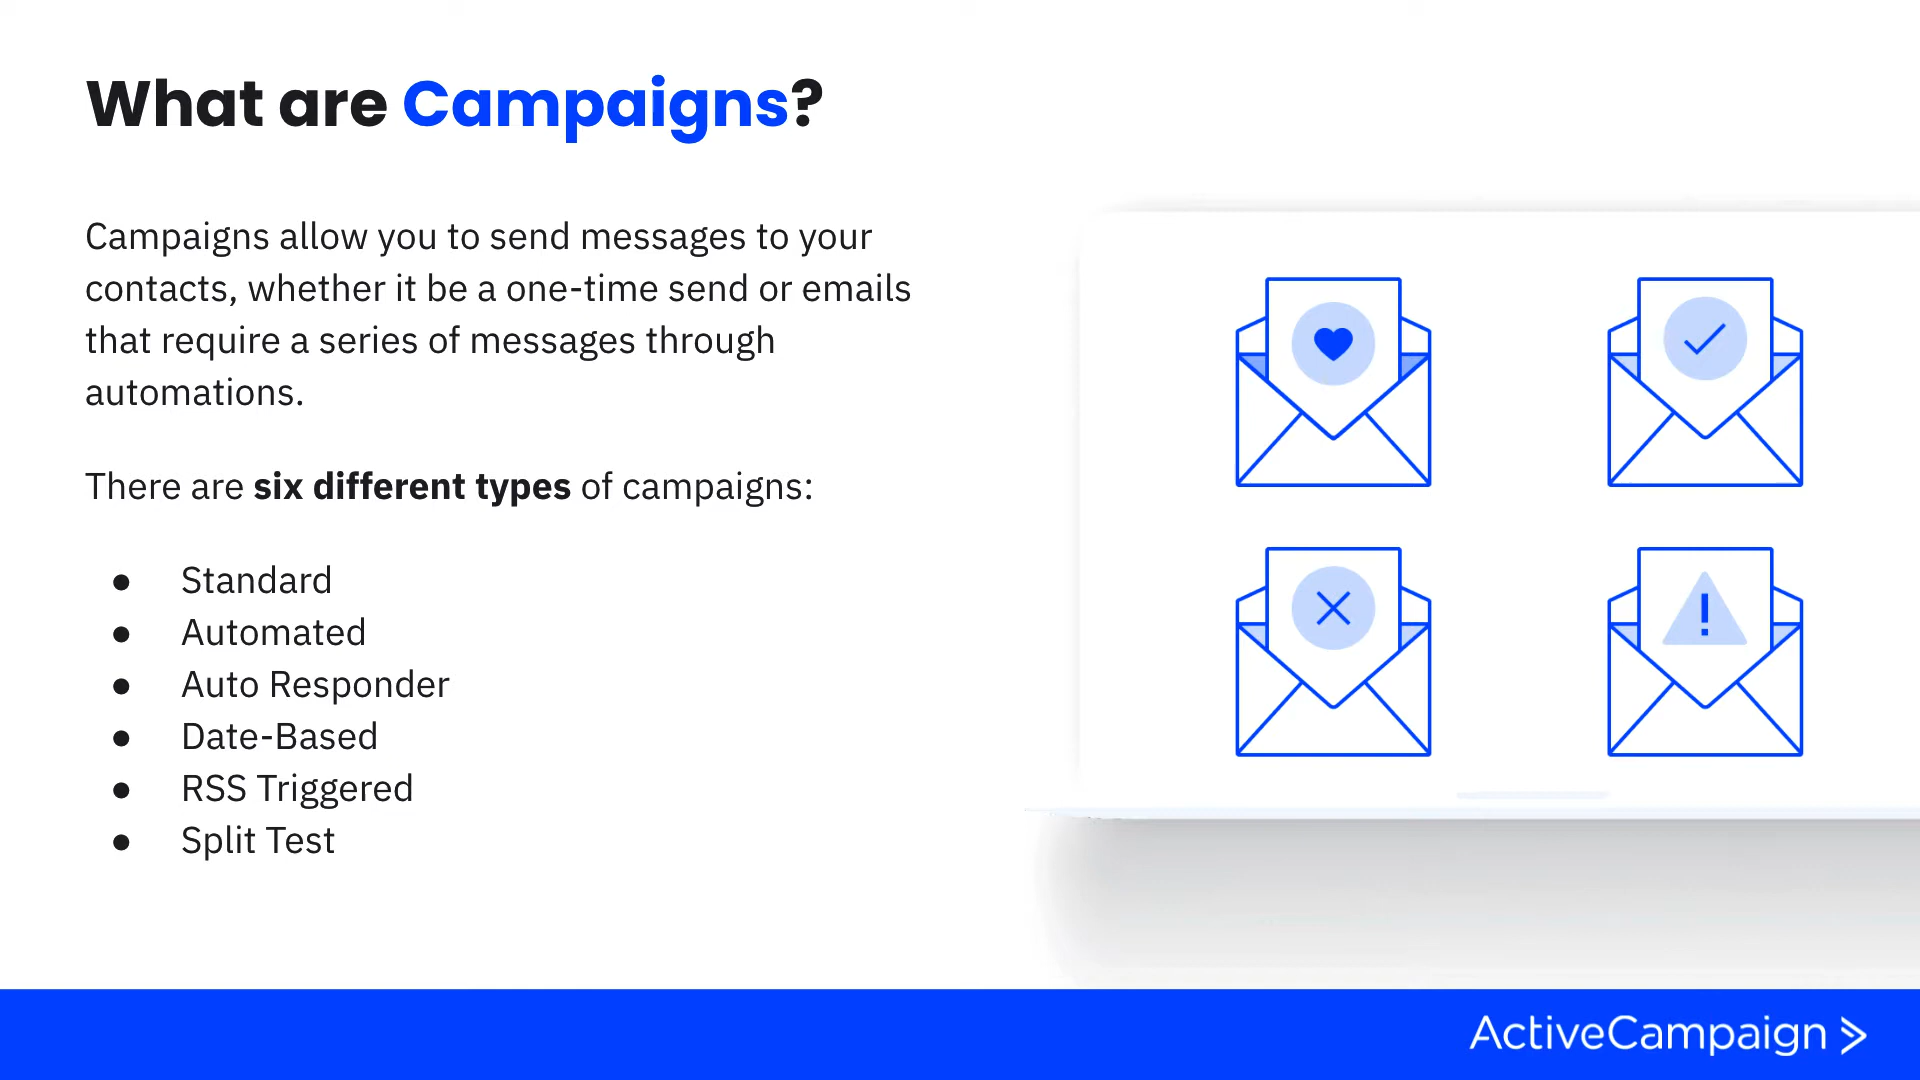 What are Campaigns?
Campaigns allow you to send messages to your
contacts, whether it be a one-time send or emails
that require a series of messages through
automations.
There are six different types of campaigns:
● Standard
● Automated
● Auto Responder
● Date-Based
● RSS Triggered
● Split Test
ActiveCampaign